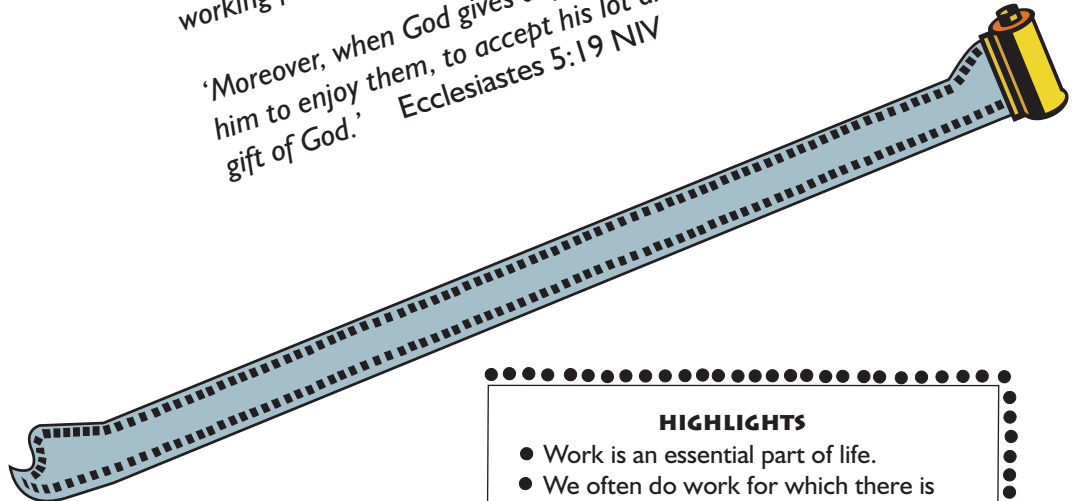 working
'Moreover, when God gives
him to enjoy them, to accept his lot
gift of God.' Ecclesiastes 5:19 NIV
HIGHLIGHTS
● Work is an essential part of life.
● We often do work for which there is